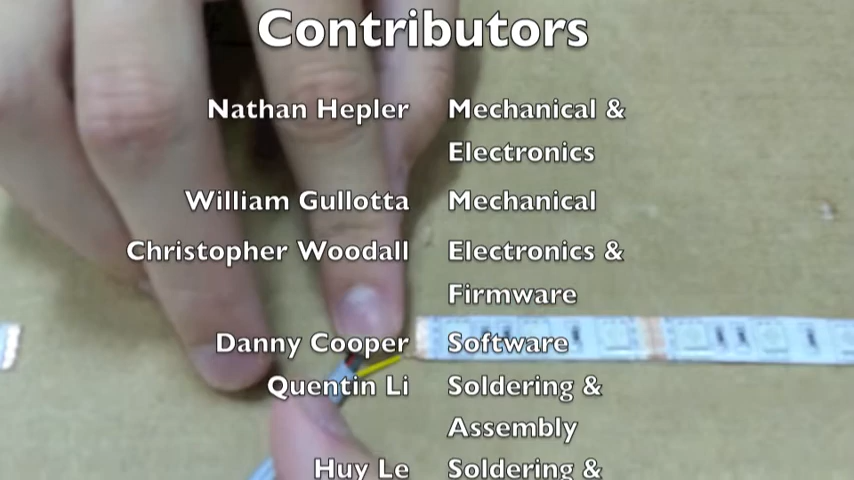 Contributors
Nathan Hepler Mechanical &
Electronics
William Gullotta Mechanical
Christopher Woodall Electronics &
Firmware
Danny Cooper Software
Quentin Li Soldering &
Assembly
Huy Le Soldering &